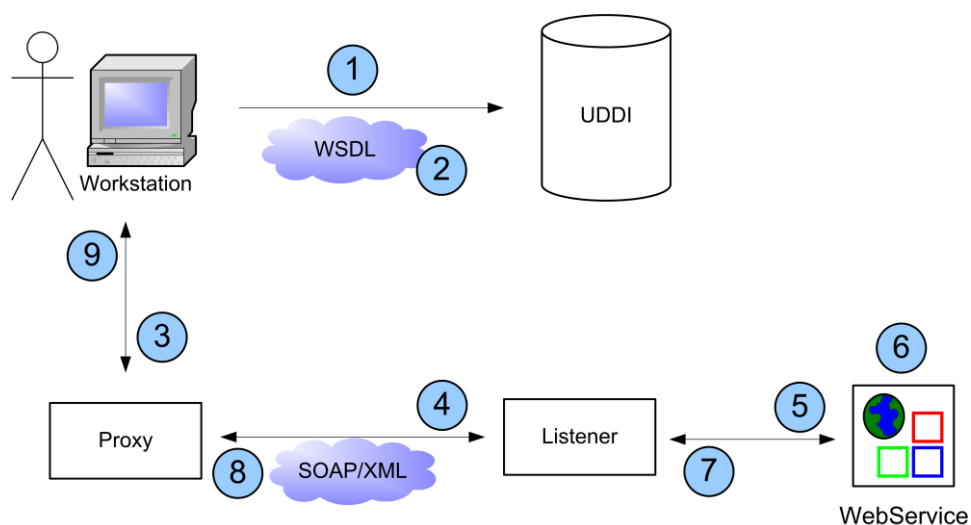 1
UDDI
WSDL
2
Workstation
9
3
4
5
6
Proxy
Listener
8
SOAP/XML
7
WebService